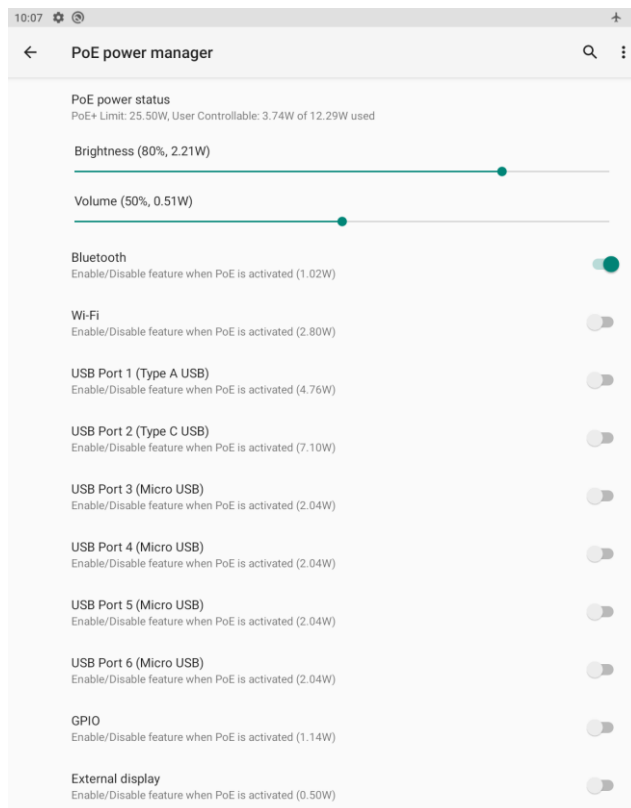 10:07
PoE power manager
PoE power status
PoE+ Limit: 25.50W, User Controllable: 3.74W of 12.29W used
Brightness (80%, 2.21W)
Volume (50%, 0.51W)
Bluetooth
Enable/Disable feature when PoE is activated (1.02W)
Wi-Fi
Enable/Disable feature when PoE is activated (2.80W)
USB Port 1 (Type A USB)
Enable/Disable feature when PoE is activated (4.76W)
USB Port 2 (Type C USB)
Enable/Disable feature when PoE is activated (7.10W)
USB Port 3 (Micro USB)
Enable/Disable feature when PoE is activated (2.04W)
USB Port 4 (Micro USB)
Enable/Disable feature when PoE is activated (2.04W)
USB Port 5 (Micro USB)
Enable/Disable feature when PoE is activated (2.04W)
USB Port 6 (Micro USB)
Enable/Disable feature when PoE is activated (2.04W)
GPIO
Enable/Disable feature when PoE is activated (1.14W)
External display
Enable/Disable feature when PoE is activated (0.50W)